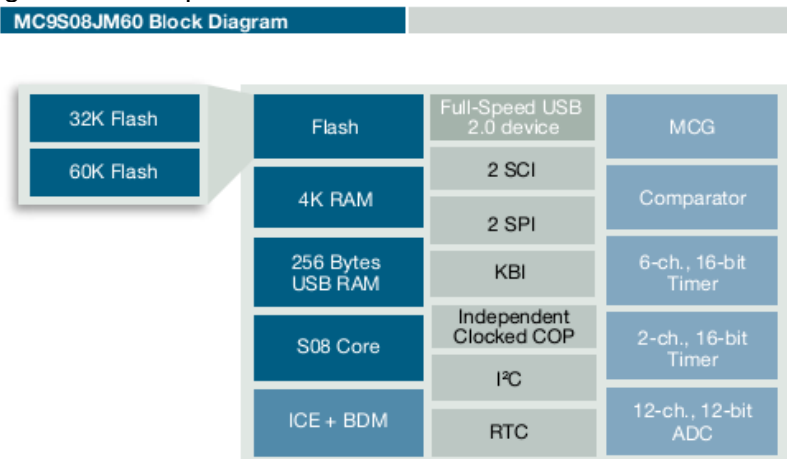 MC9S08JM60 Block Diagram
32K Flash
60K Flash
Flash
4K RAM
256 Bytes
USB RAM
S08 Core
ICE + BDM
Full-Speed USB
2.0 device
2 SCI
2 SPI
KBI
Independent
Clocked COP
I²C
RTC
MCG
Comparator
6-ch., 16-bit
Timer
2-ch., 16-bit
Timer
12-ch., 12-bit
ADC